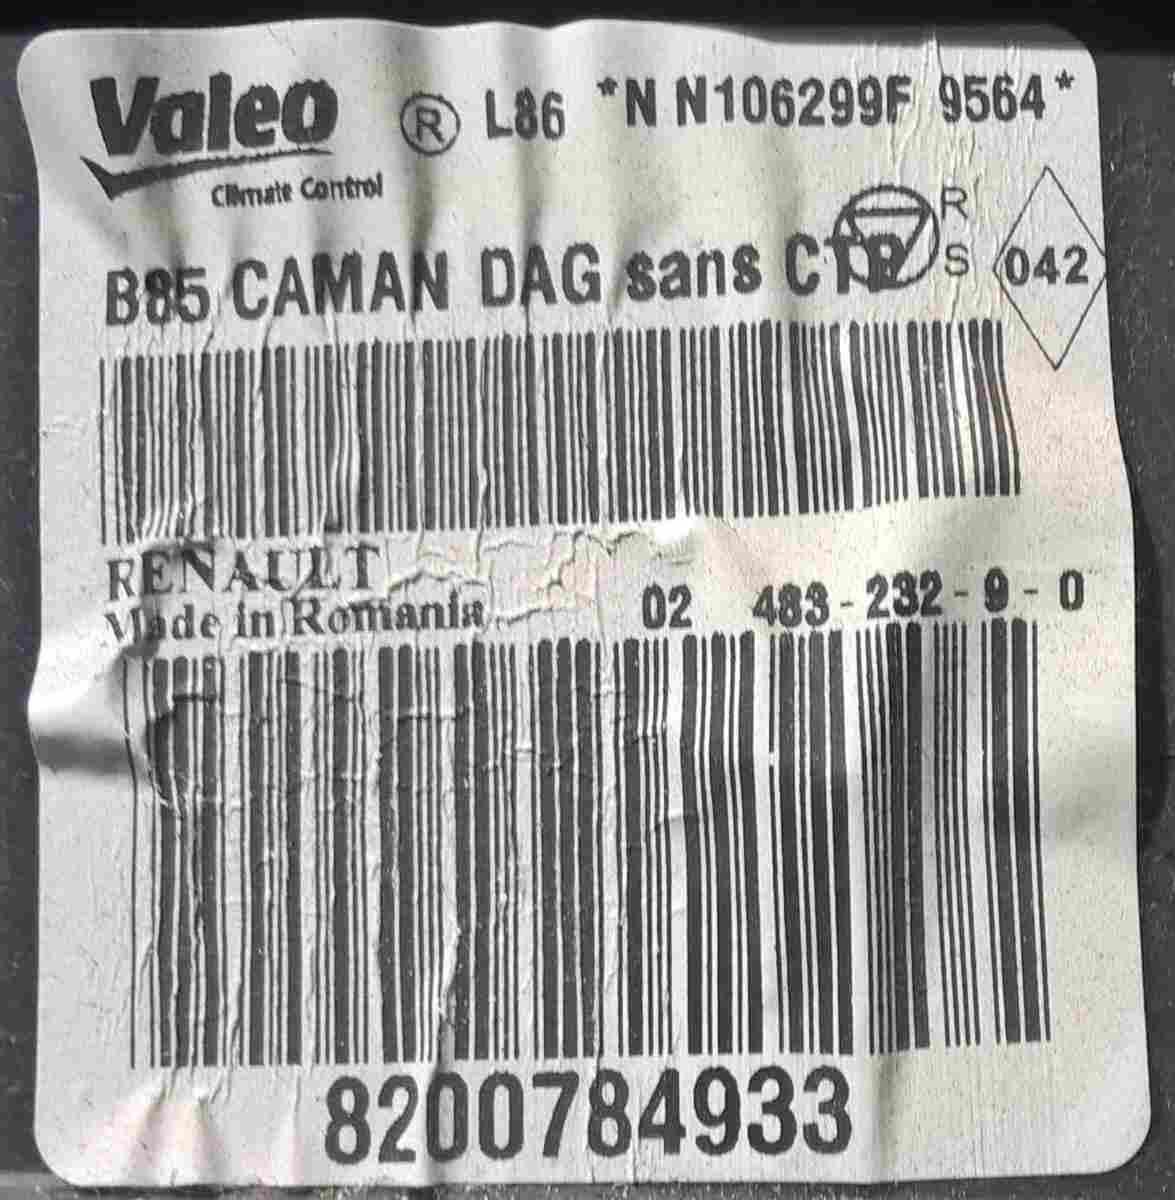 Valeo ® L86 *N N106299F 9564*
Climate Control
R
S
042
B85 CAMAN DAG sans CTP
RENAULT
Made in Romania 02 483-232-9-0
8200784933